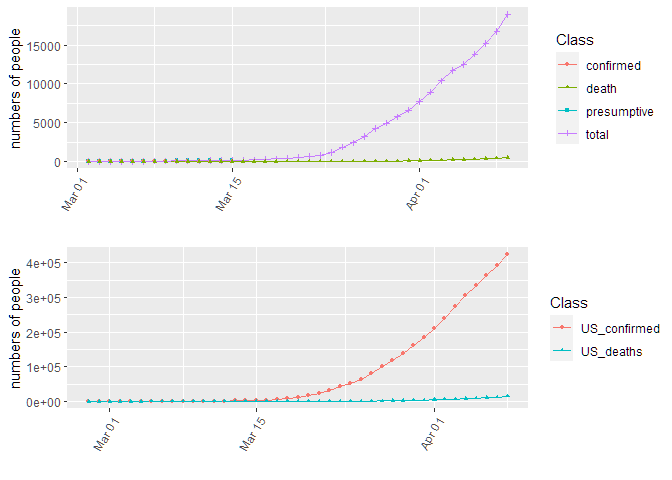 numbers of people
15000
10000
5000
0
Mar 01
Mar 15
Apr 01
Class
confirmed
death
presumptive
total
numbers of people
4e+05
3e+05
2e+05
1e+05
0e+00
Mar 01
Mar 15
Apr 01
Class
US_confirmed
US_deaths